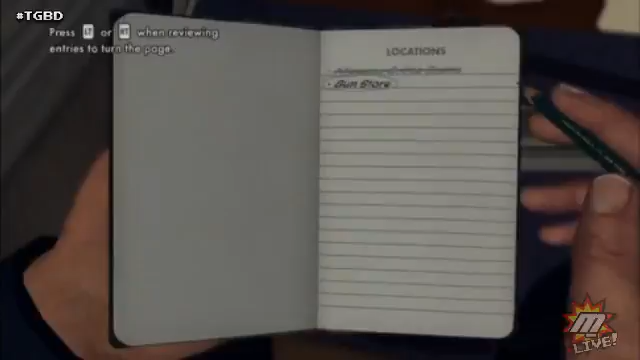 #TGBD
Press LT or RT when reviewing
entries to turn the page.
LOCATIONS
Gun Store
M
LIVE!